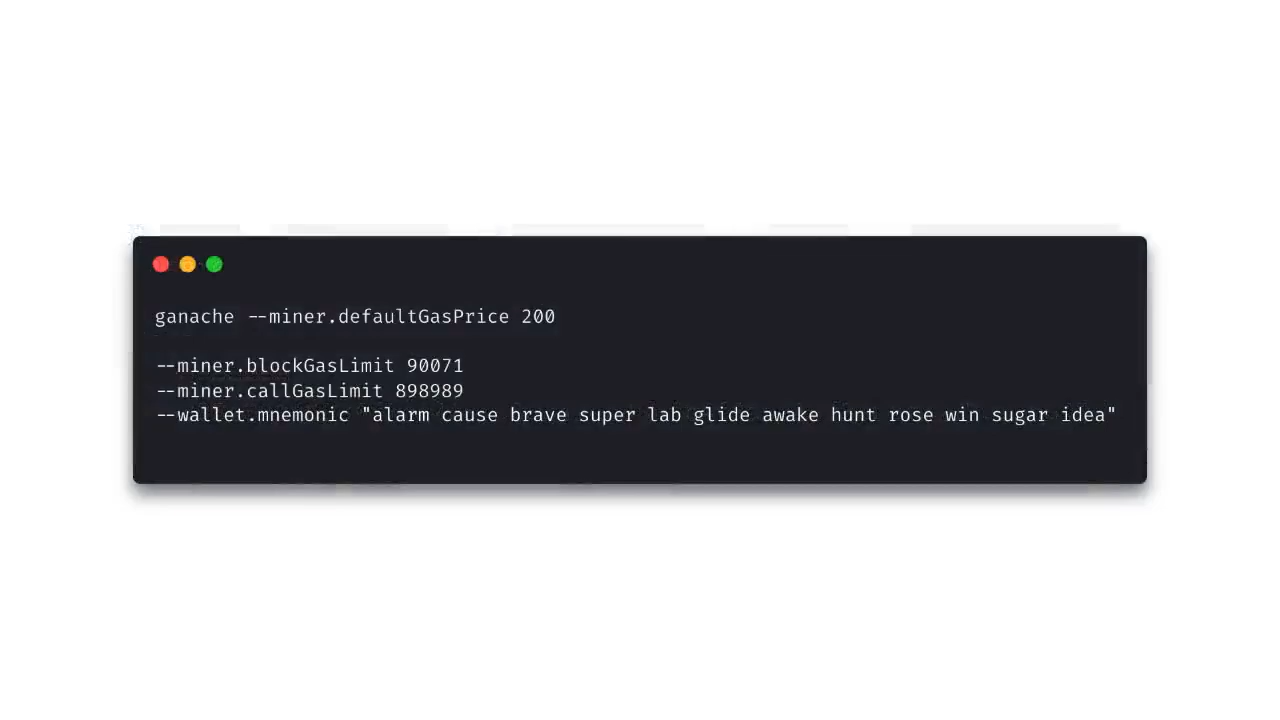 ganache --miner.defaultGasPrice 200
--miner.blockGasLimit 90071
--miner.callGasLimit 898989
--wallet.mnemonic "alarm cause brave super lab glide awake hunt rose win sugar idea"